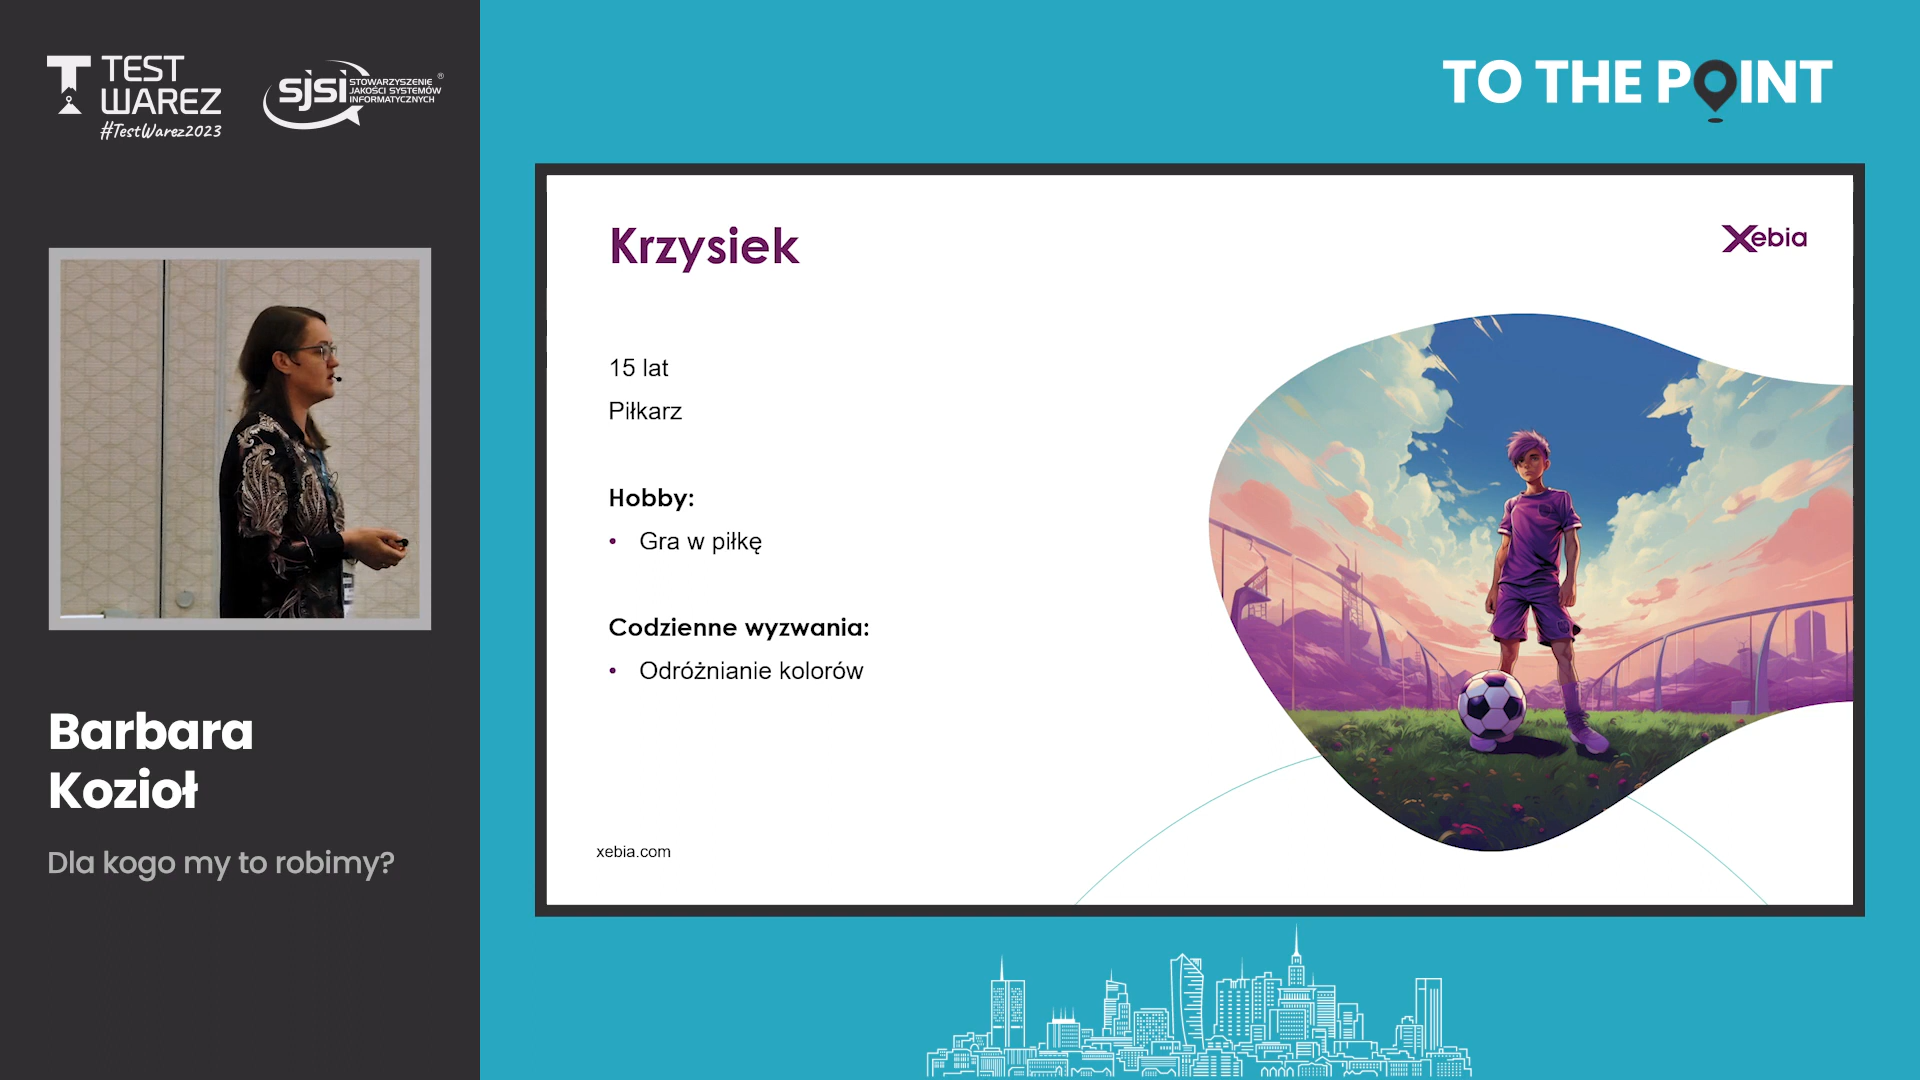 TEST
WAREZ
#TestWarez2023
sjsi
STOWARZYSZENIE
JAKOŚCI SYSTEMÓW
INFORMATYCZNYCH
®
TO THE POINT
Krzysiek
Xebia
15 lat
Piłkarz
Hobby:
• Gra w piłkę
Codzienne wyzwania:
• Odróżnianie kolorów
xebia.com
Barbara
Kozioł
Dla kogo my to robimy?